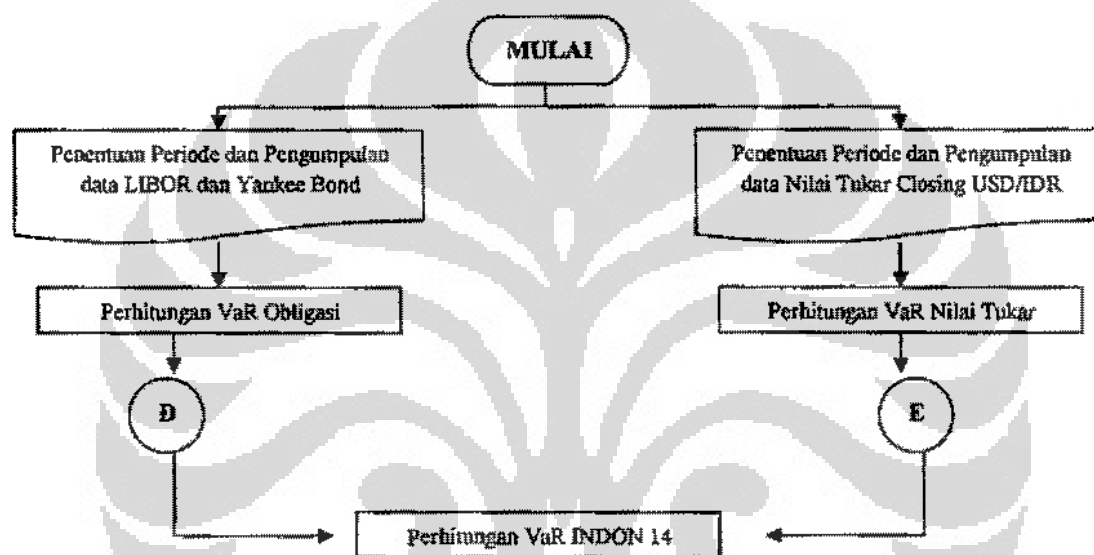 MULAI
Penentuan Periode dan Pengumpulan
data LIBOR dan Yankee Bond
Penentuan Periode dan Pengumpulan
data Nilai Tukar Closing USD/IDR
Perhitungan VaR Obligasi
Perhitungan VaR Nilai Tukar
D
E
Perhitungan VaR INDON 14